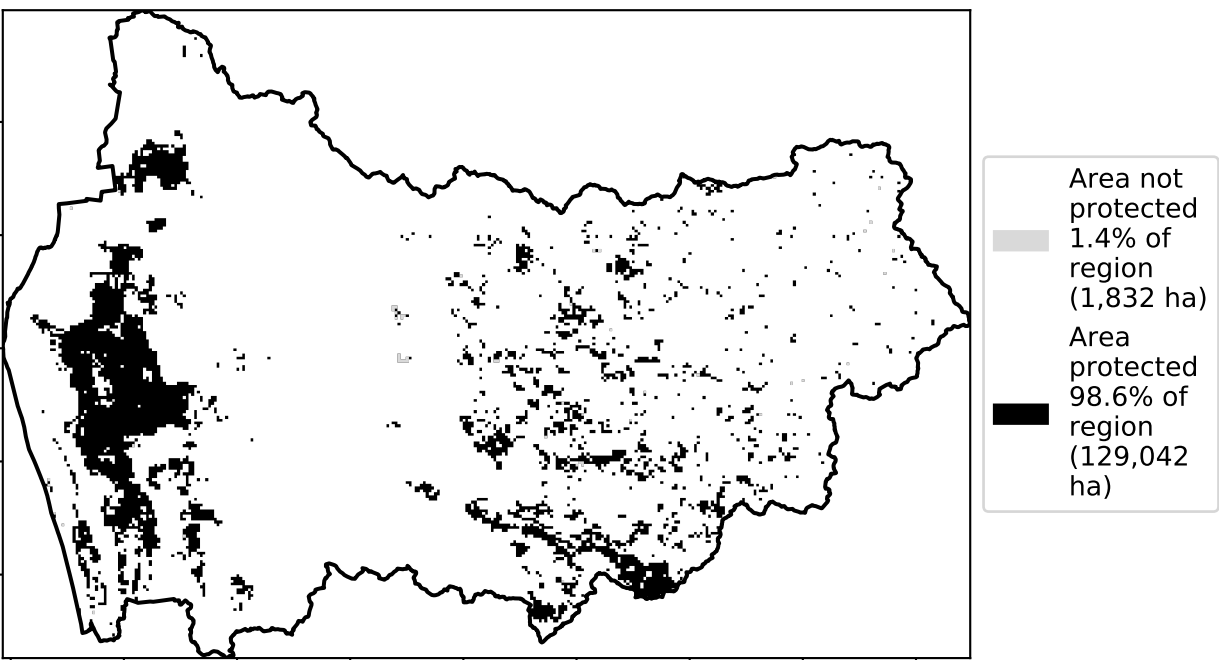 Area not
protected
1.4% of
region
(1,832 ha)
Area
protected
98.6% of
region
(129,042
ha)